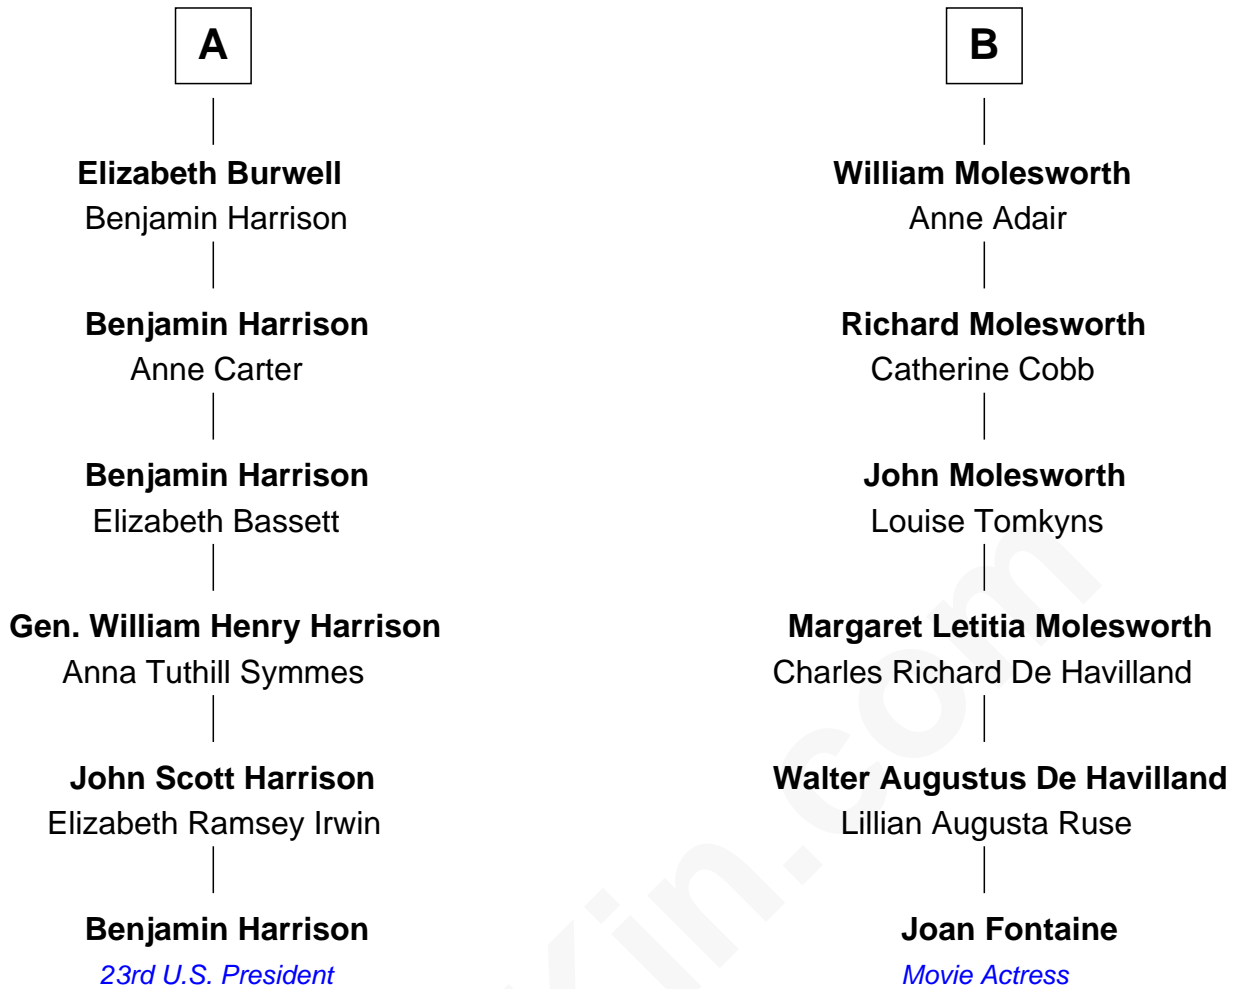 A
Elizabeth Burwell
Benjamin Harrison
Benjamin Harrison
Anne Carter
Benjamin Harrison
Elizabeth Bassett
Gen. William Henry Harrison
Anna Tuthill Symmes
John Scott Harrison
Elizabeth Ramsey Irwin
Benjamin Harrison
23rd U.S. President
B
William Molesworth
Anne Adair
Richard Molesworth
Catherine Cobb
John Molesworth
Louise Tomkyns
Margaret Letitia Molesworth
Charles Richard De Havilland
Walter Augustus De Havilland
Lillian Augusta Ruse
Joan Fontaine
Movie Actress
Kin.com